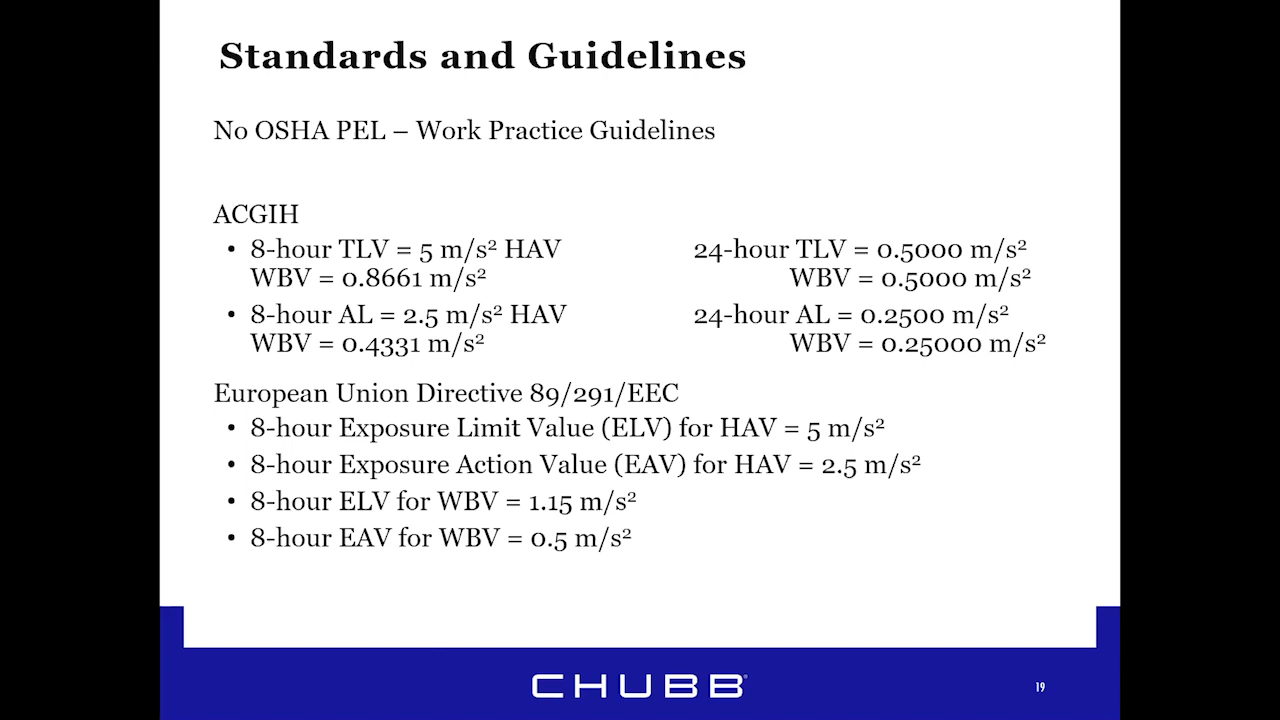 Standards and Guidelines
No OSHA PEL – Work Practice Guidelines
ACGIH
• 8-hour TLV = 5 m/s² HAV 24-hour TLV = 0.5000 m/s²
WBV = 0.8661 m/s² WBV = 0.5000 m/s²
• 8-hour AL = 2.5 m/s² HAV 24-hour AL = 0.2500 m/s²
WBV = 0.4331 m/s² WBV = 0.25000 m/s²
European Union Directive 89/291/EEC
• 8-hour Exposure Limit Value (ELV) for HAV = 5 m/s²
• 8-hour Exposure Action Value (EAV) for HAV = 2.5 m/s²
• 8-hour ELV for WBV = 1.15 m/s²
• 8-hour EAV for WBV = 0.5 m/s²
CHUBB®
19